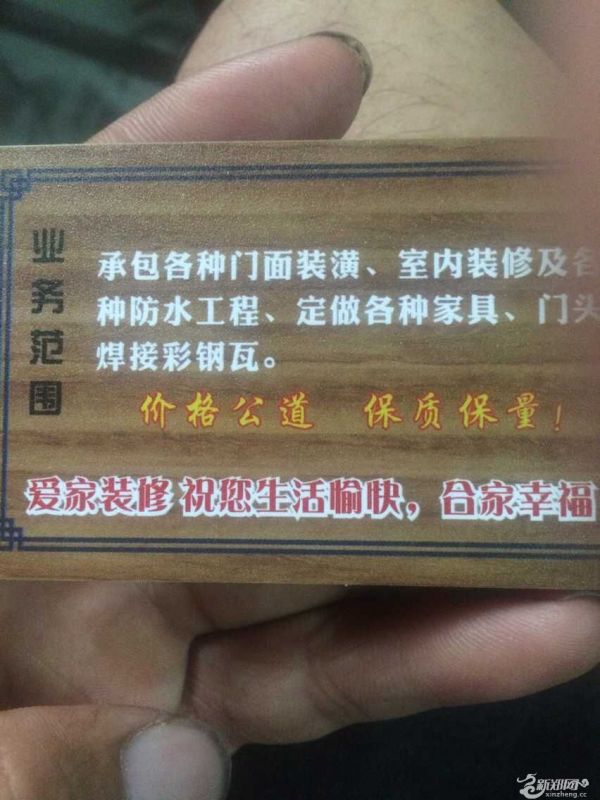 业务范围
承包各种门面装潢、室内装修及各
种防水工程、定做各种家具、门头
焊接彩钢瓦。
价格公道 保质保量！
爱家装修 祝您生活愉快，合家幸福
新郑网
xinzheng.cc